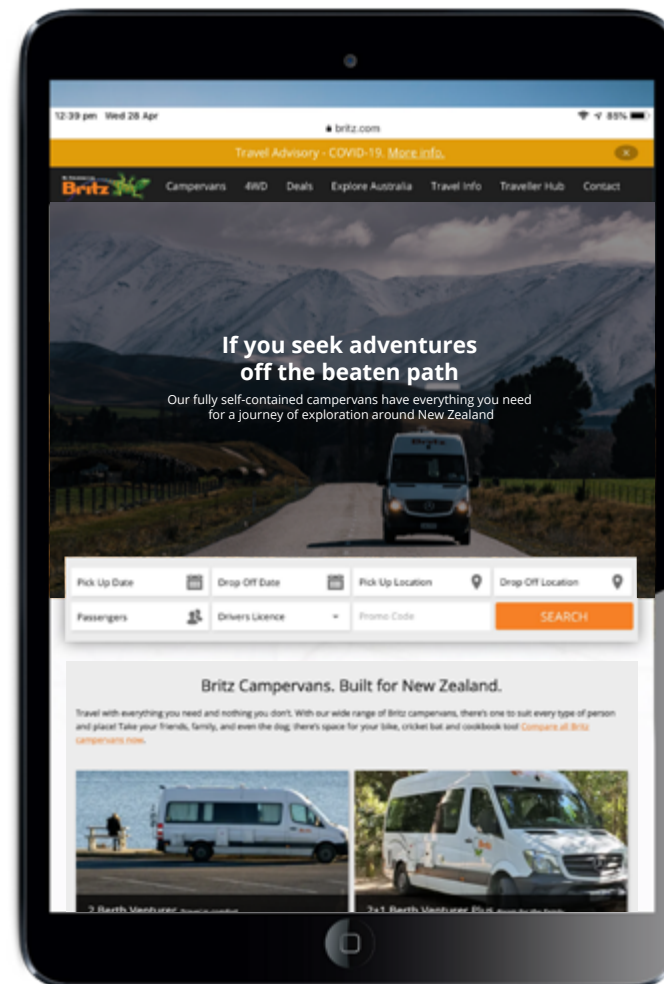 12:39 pm Wed 28 Apr
britz.com
85%
Travel Advisory - COVID-19. More info.
Britz
Campervans 4WD Deals Explore Australia Travel Info Traveller Hub Contact
If you seek adventures
off the beaten path
Our fully self-contained campervans have everything you need
for a journey of exploration around New Zealand
Britz
Pick Up Date Drop Off Date Pick Up Location Drop Off Location
Passengers Drivers Licence Promo Code SEARCH
Britz Campervans. Built for New Zealand.
Travel with everything you need and nothing you don't. With our wide range of Britz campervans, there's one to suit every type of person
and place! Take your friends, family, and even the dog; there's space for your bike, cricket bat and cookbook too! Compare all Britz
campervans now.
2 Berth Venturer
2+1 Berth Venturer Plus